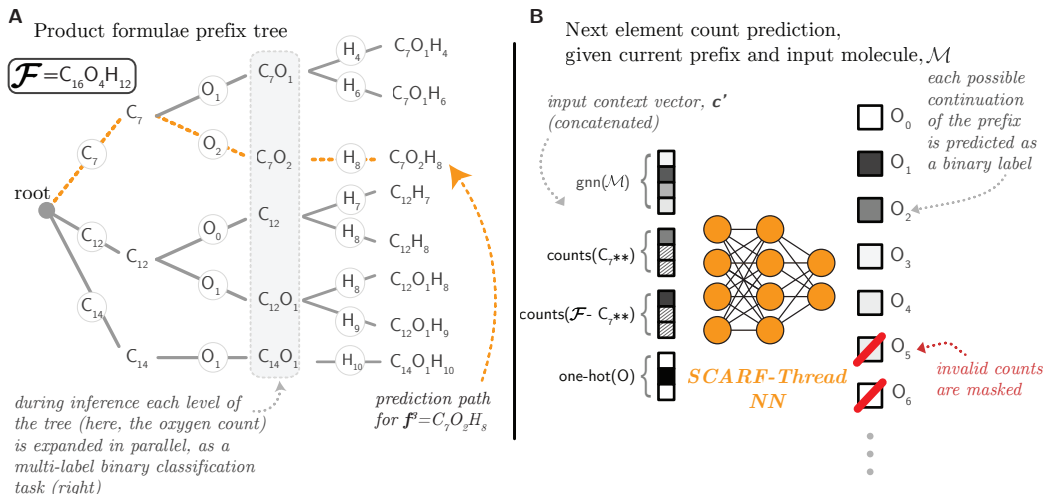 A
Product formulae prefix tree
𝓕=C₁₆O₄H₁₂
root
C₇
C₁₂
C₁₄
C₇
C₁₂
C₁₄
O₁
O₂
O₀
O₁
O₁
C₇O₁
C₇O₂
C₁₂
C₁₂O₁
C₁₄O₁
H₄
H₆
H₈
H₇
H₈
H₈
H₉
H₁₀
C₇O₁H₄
C₇O₁H₆
C₇O₂H₈
C₁₂H₇
C₁₂H₈
C₁₂O₁H₈
C₁₂O₁H₉
C₁₄O₁H₁₀
during inference each level of
the tree (here, the oxygen count)
is expanded in parallel, as a
multi-label binary classification
task (right)
prediction path
for f³=C₇O₂H₈
B
Next element count prediction,
given current prefix and input molecule, ℳ
input context vector, c'
(concatenated)
gnn(ℳ)
counts(C₇**)
counts(𝓕- C₇**)
one-hot(O)
SCARF-Thread
NN
O₀
O₁
O₂
O₃
O₄
O₅
O₆
each possible
continuation
of the prefix
is predicted as
a binary label
invalid counts
are masked